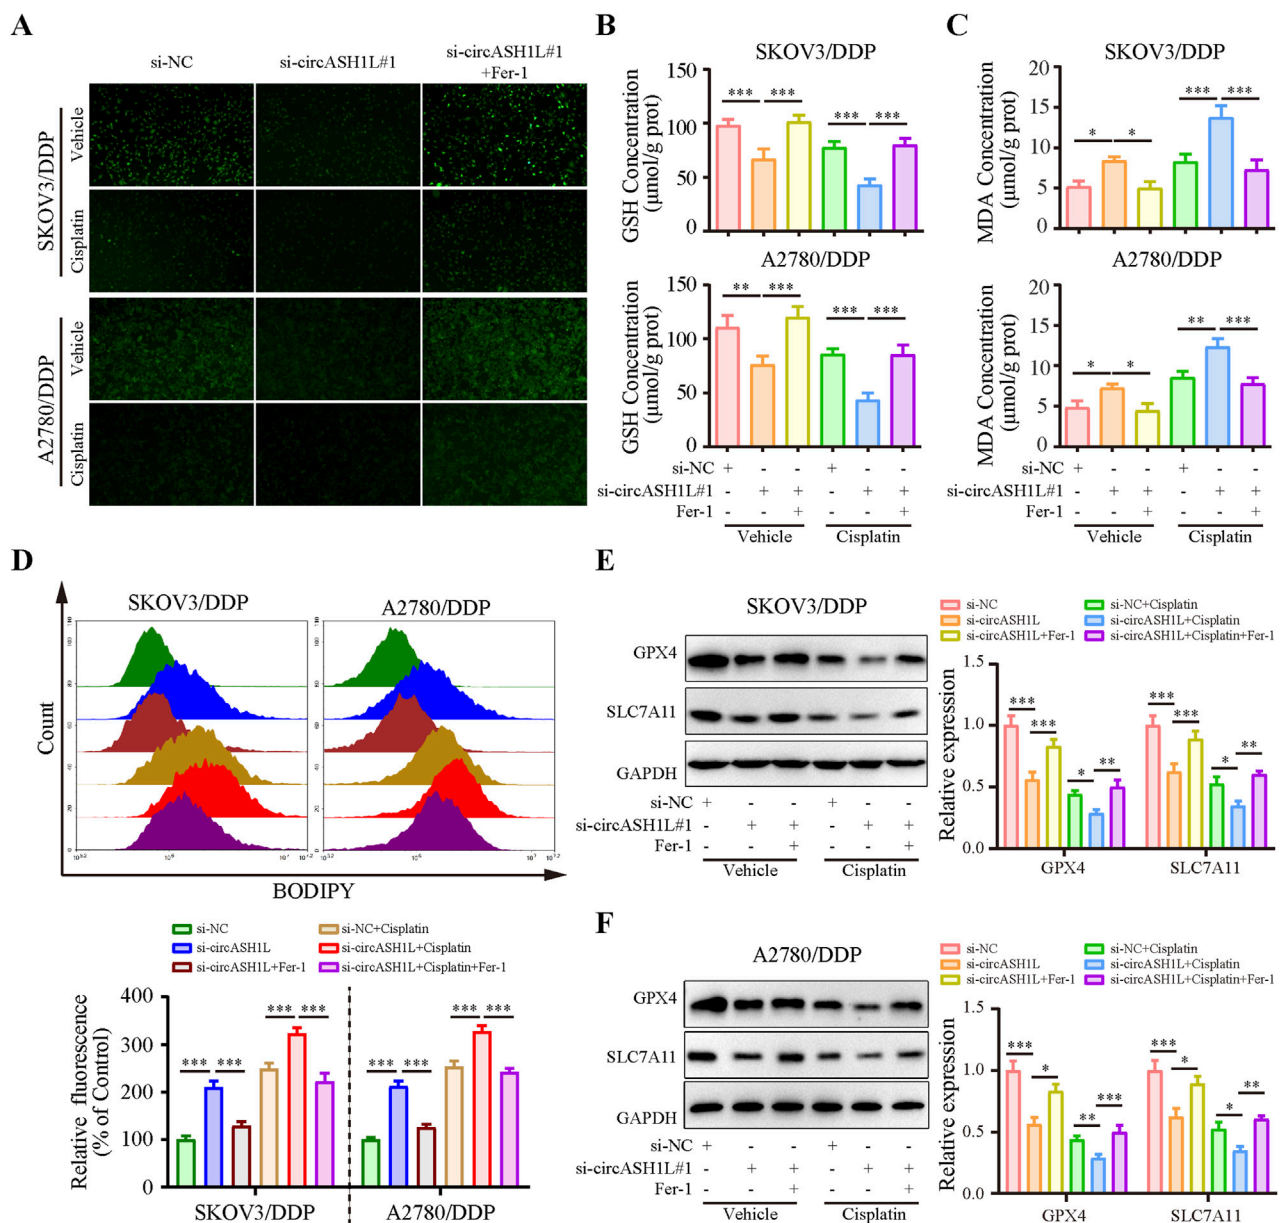 A
si-NC
si-circASH1L#1
si-circASH1L#1
+Fer-1
SKOV3/DDP
Vehicle
Cisplatin
A2780/DDP
Vehicle
Cisplatin
B
SKOV3/DDP
GSH Concentration
(μmol/g prot)
150
100
50
0
*** *** *** ***
A2780/DDP
GSH Concentration
(μmol/g prot)
150
100
50
0
** *** *** ***
C
SKOV3/DDP
MDA Concentration
(μmol/g prot)
20
15
10
5
0
* * *** ***
A2780/DDP
MDA Concentration
(μmol/g prot)
20
15
10
5
0
* * ** ***
si-NC + - - + - - + - - + - -
si-circASH1L#1 - + + - + + - + + - + +
Fer-1 - - + - - + - - + - - +
Vehicle Cisplatin Vehicle Cisplatin
D
SKOV3/DDP
A2780/DDP
Count
BODIPY
si-NC
si-circASH1L
si-circASH1L+Fer-1
si-NC+Cisplatin
si-circASH1L+Cisplatin
si-circASH1L+Cisplatin+Fer-1
Relative fluorescence
(% of Control)
400
300
200
100
0
*** *** *** *** *** *** *** ***
SKOV3/DDP
A2780/DDP
E
SKOV3/DDP
GPX4
SLC7A11
GAPDH
si-NC + - - + - -
si-circASH1L#1 - + + - + +
Fer-1 - - + - - +
Vehicle Cisplatin
si-NC
si-circASH1L
si-circASH1L+Fer-1
si-NC+Cisplatin
si-circASH1L+Cisplatin
si-circASH1L+Cisplatin+Fer-1
Relative expression
1.5
1.0
0.5
0.0
*** *** * ** *** *** * **
GPX4
SLC7A11
F
A2780/DDP
GPX4
SLC7A11
GAPDH
si-NC + - - + - -
si-circASH1L#1 - + + - + +
Fer-1 - - + - - +
Vehicle Cisplatin
si-NC
si-circASH1L
si-circASH1L+Fer-1
si-NC+Cisplatin
si-circASH1L+Cisplatin
si-circASH1L+Cisplatin+Fer-1
Relative expression
1.5
1.0
0.5
0.0
*** * ** *** *** * * **
GPX4
SLC7A11